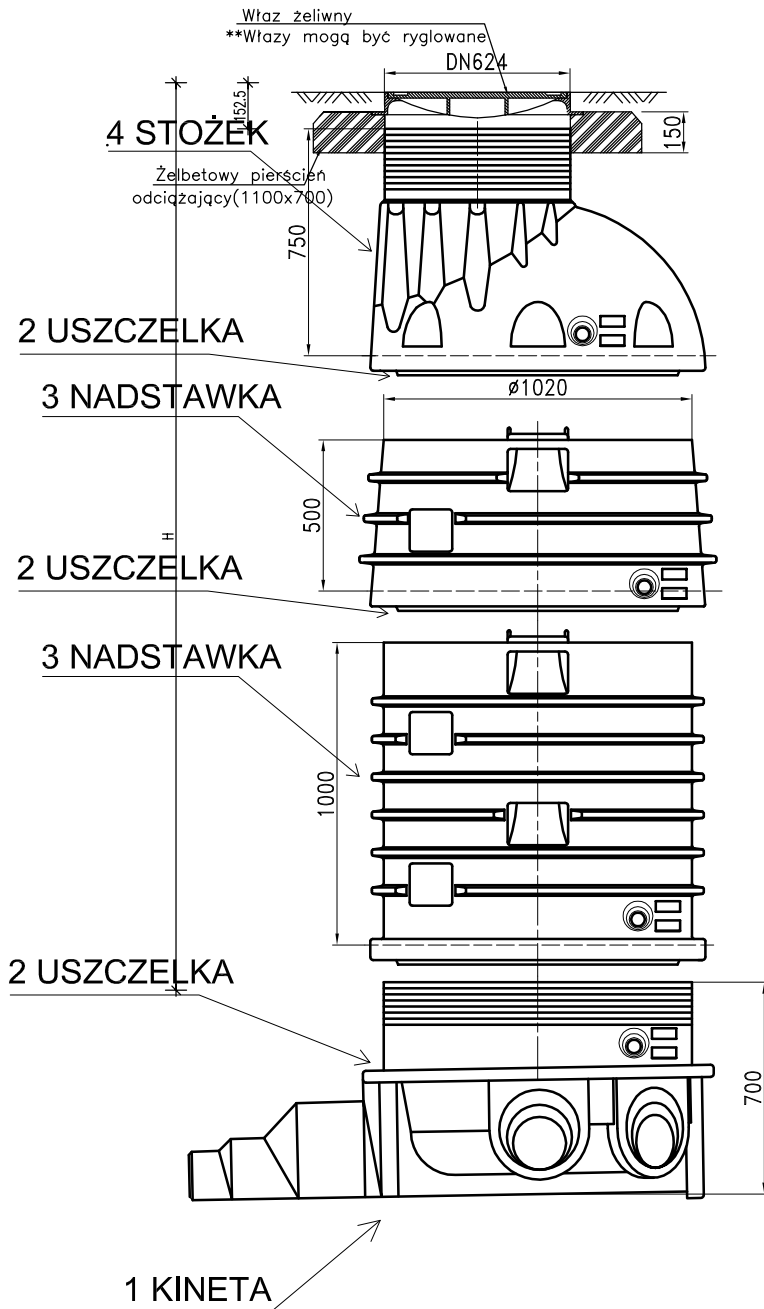 Właz żeliwny
**Włazy mogą być ryglowane
DN624
152.5
4 STOŻEK
150
Żelbetowy pierścień
odciążający(1100x700)
750
2 USZCZELKA
ø1020
3 NADSTAWKA
500
H
2 USZCZELKA
3 NADSTAWKA
1000
2 USZCZELKA
700
1 KINETA